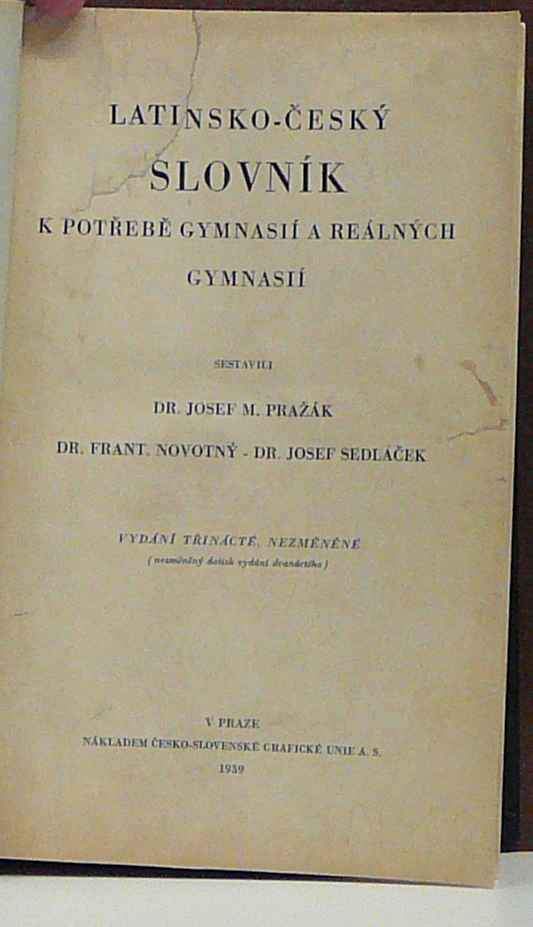 LATINSKO-ČESKÝ
SLOVNÍK
K POTŘEBĚ GYMNASIÍ A REÁLNÝCH
GYMNASIÍ
SESTAVILI
DR. JOSEF M. PRAŽÁK
DR. FRANT. NOVOTNÝ - DR. JOSEF SEDLÁČEK
VYDÁNÍ TŘINÁCTÉ, NEZMĚNĚNÉ
(nezměněný dotisk vydání dvanáctého)
V PRAZE
NÁKLADEM ČESKO-SLOVENSKÉ GRAFICKÉ UNIE A. S.
1939